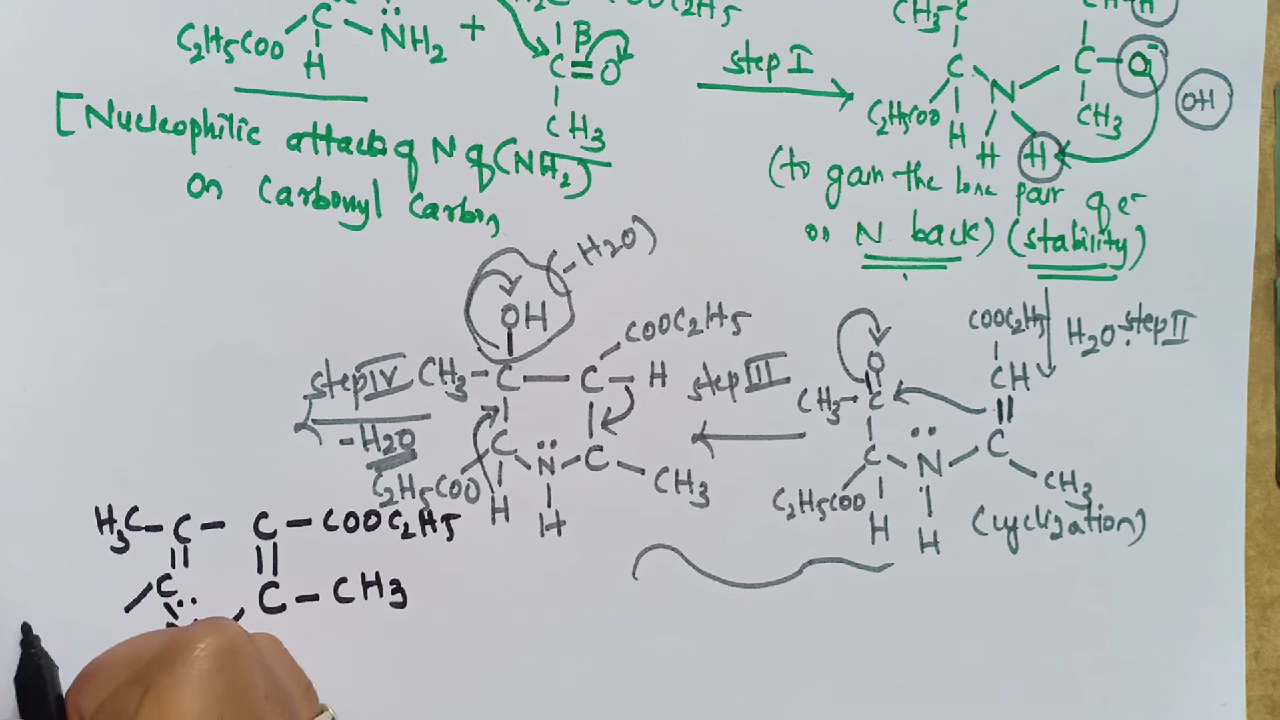 C2H5COO C NH2 +
H
C = O
CH3
step I
CH3 - C
C - N - C - O-
C2H5COO H H H CH3
OH
[Nucleophilic attack of N of (NH2)
on Carbonyl Carbon
(to gain the lone pair of e-
on N back) (stability)
H2O step II
(-H2O)
OH
CH3 - C — C - H
COOC2H5
C N C - CH3
C2H5COO H H
step III
step IV
-H2O
O
CH3 - C
COOC2H5
CH
C N C
C2H5COO H H CH3
(cyclization)
H3C - C - C - COOC2H5
C C - CH3